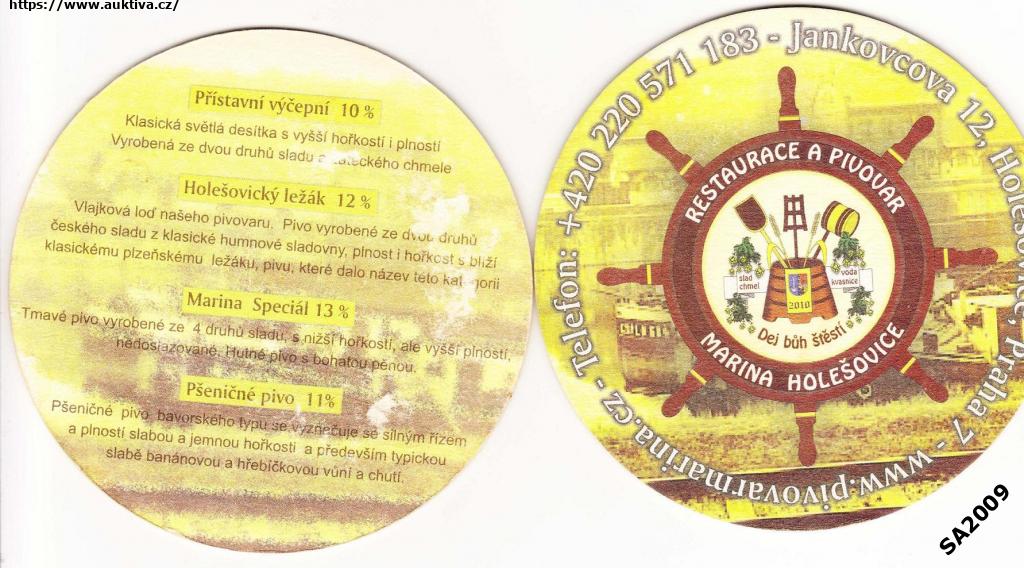 https://www.auktiva.cz/
Přístavní výčepní 10 %
Klasická světlá desítka s vyšší hořkostí i plností
Vyrobená ze dvou druhů sladu a žateckého chmele
Holešovický ležák 12 %
Vlajková loď našeho pivovaru. Pivo vyrobené ze dvou druhů
českého sladu z klasické humnové sladovny, plnost i hořkost s blíží
klasickému plzeňskému ležáku, pivu, které dalo název této kategorii
Marina Speciál 13 %
Tmavé pivo vyrobené ze 4 druhů sladu, s nižší hořkostí, ale vyšší plností,
nedoslazované. Hutné pivo s bohatou pěnou.
Pšeničné pivo 11%
Pšeničné pivo bavorského typu se vyznečuje se silným řízem
a plností slabou a jemnou hořkosti a především typickou
slabě banánovou a hřebíčkovou vůní a chutí.
Telefon: +420 220 571 183 - Jankovcova 12, Holešovice, Praha 7 - www.pivovarmarina.cz -
RESTAURACE A PIVOVAR
slad
chmel
voda
kvasnice
2010
Dej bůh štěstí
MARINA HOLEŠOVICE
SA2009